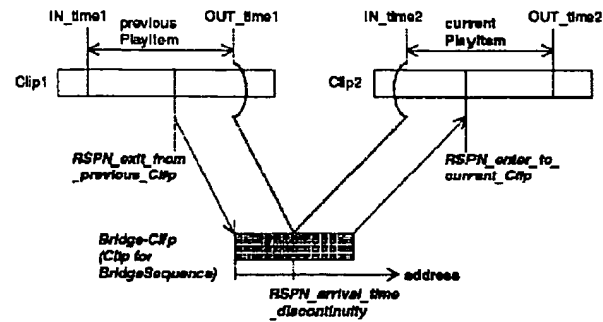 IN_time1
previous
PlayItem
OUT_time1
IN_time2
current
PlayItem
OUT_time2
Clip1
Clip2
RSPN_exit_from
_previous_Clip
RSPN_enter_to_
current_Clip
Bridge-Clip
(Clip for
BridgeSequence)
address
RSPN_arrival_time
_discontinuity